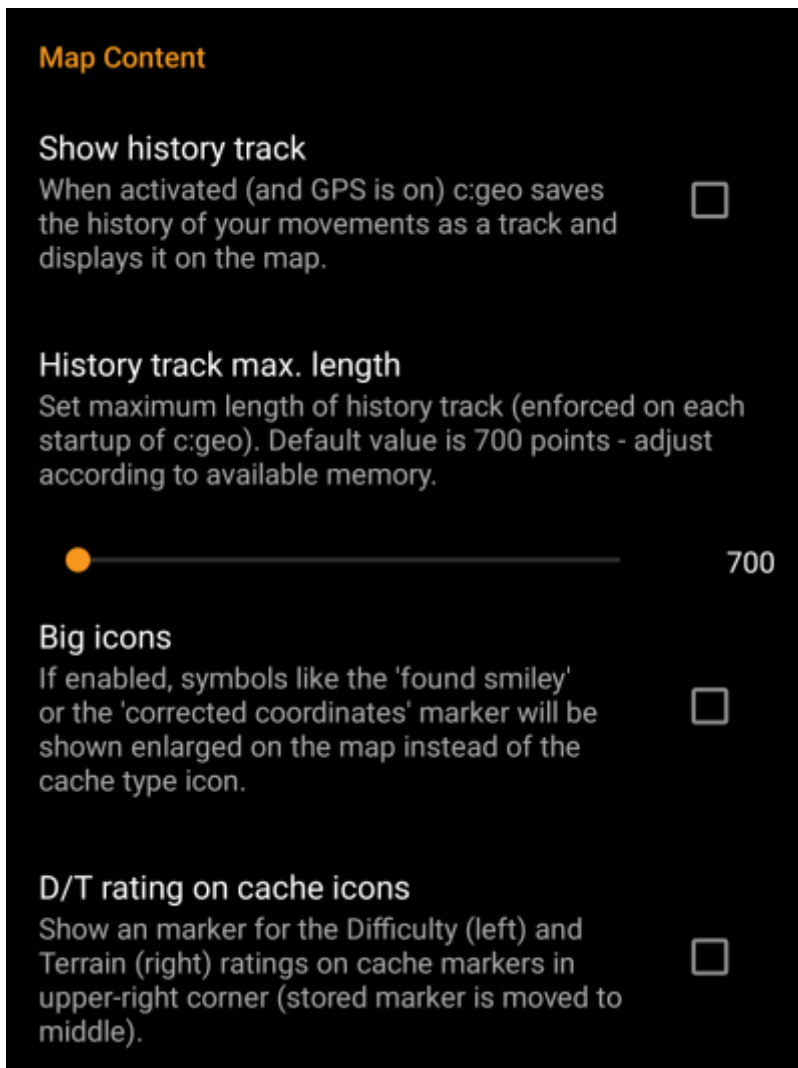 Map Content
Show history track
When activated (and GPS is on) c:geo saves
the history of your movements as a track and
displays it on the map.
History track max. length
Set maximum length of history track (enforced on each
startup of c:geo). Default value is 700 points - adjust
according to available memory.
700
Big icons
If enabled, symbols like the 'found smiley'
or the 'corrected coordinates' marker will be
shown enlarged on the map instead of the
cache type icon.
D/T rating on cache icons
Show an marker for the Difficulty (left) and
Terrain (right) ratings on cache markers in
upper-right corner (stored marker is moved to
middle).